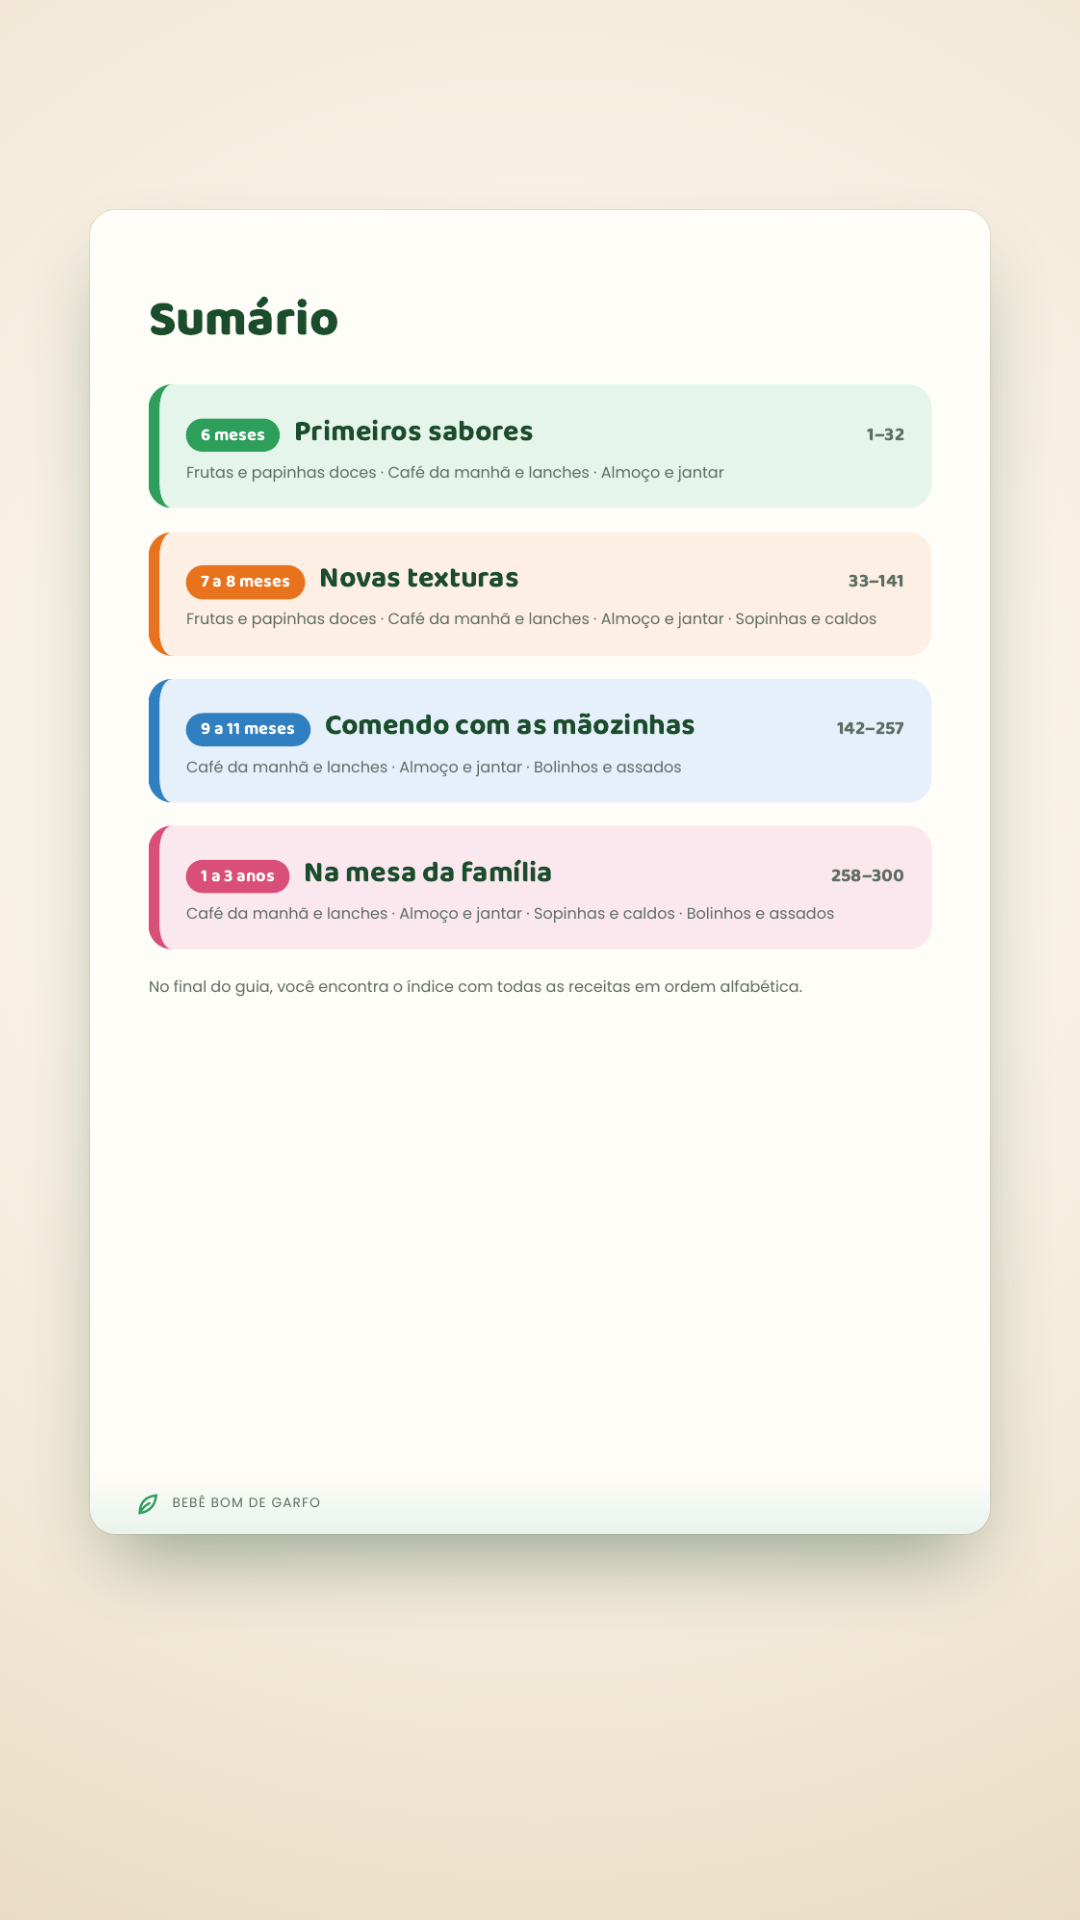 Sumário
6 meses Primeiros sabores 1–32
Frutas e papinhas doces · Café da manhã e lanches · Almoço e jantar
7 a 8 meses Novas texturas 33–141
Frutas e papinhas doces · Café da manhã e lanches · Almoço e jantar · Sopinhas e caldos
9 a 11 meses Comendo com as mãozinhas 142–257
Café da manhã e lanches · Almoço e jantar · Bolinhos e assados
1 a 3 anos Na mesa da família 258–300
Café da manhã e lanches · Almoço e jantar · Sopinhas e caldos · Bolinhos e assados
No final do guia, você encontra o índice com todas as receitas em ordem alfabética.
BEBÊ BOM DE GARFO